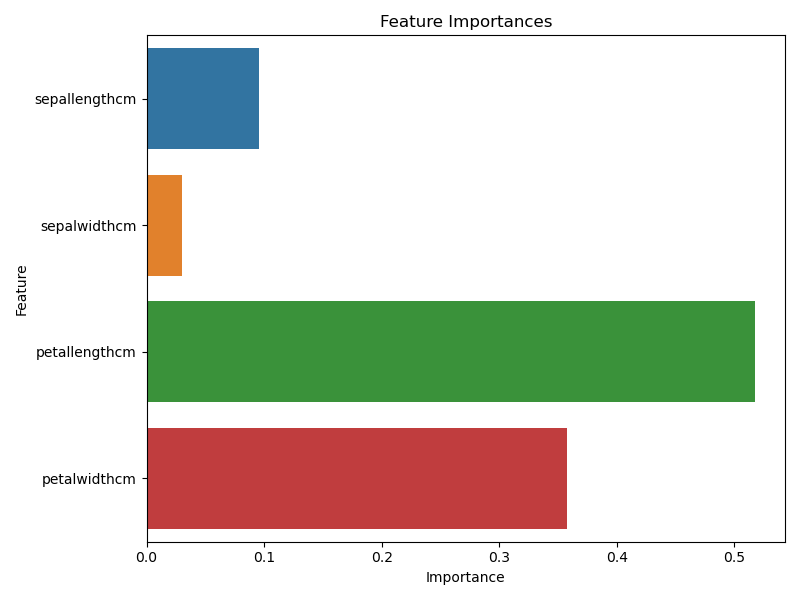 Feature Importances
sepallengthcm
sepalwidthcm
petallengthcm
petalwidthcm
Feature
0.0 0.1 0.2 0.3 0.4 0.5
Importance